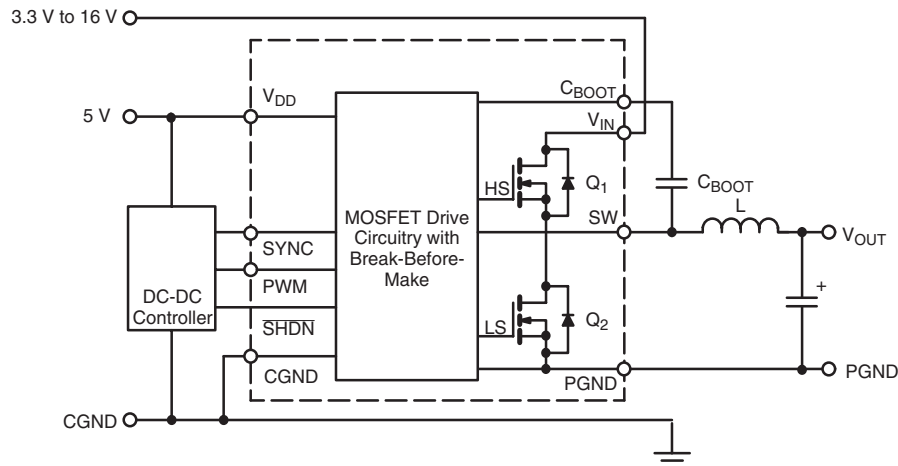 3.3 V to 16 V
5 V
VDD
CBOOT
VIN
HS
Q1
CBOOT
L
SW
VOUT
MOSFET Drive
Circuitry with
Break-Before-
Make
SYNC
PWM
DC-DC
Controller
SHDN
LS
Q2
+
CGND
PGND
PGND
CGND